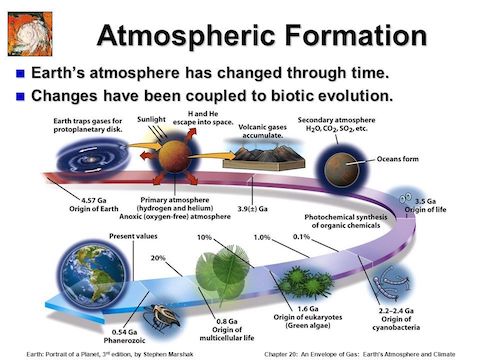 Atmospheric Formation
Earth's atmosphere has changed through time.
Changes have been coupled to biotic evolution.
Earth traps gases for
protoplanetary disk.
Sunlight
H and He
escape into space.
Volcanic gases
accumulate.
Secondary atmosphere
H2O, CO2, SO2, etc.
Oceans form
4.57 Ga
Origin of Earth
Primary atmosphere
(hydrogen and helium)
Anoxic (oxygen-free) atmosphere
3.9(±) Ga
Photochemical synthesis
of organic chemicals
3.5 Ga
Origin of life
Present values
20%
10%
1.0%
0.1%
0.54 Ga
Phanerozoic
0.8 Ga
Origin of
multicellular life
1.6 Ga
Origin of eukaryotes
(Green algae)
2.2–2.4 Ga
Origin of
cyanobacteria
Earth: Portrait of a Planet, 3rd edition, by Stephen Marshak
Chapter 20: An Envelope of Gas: Earth's Atmosphere and Climate